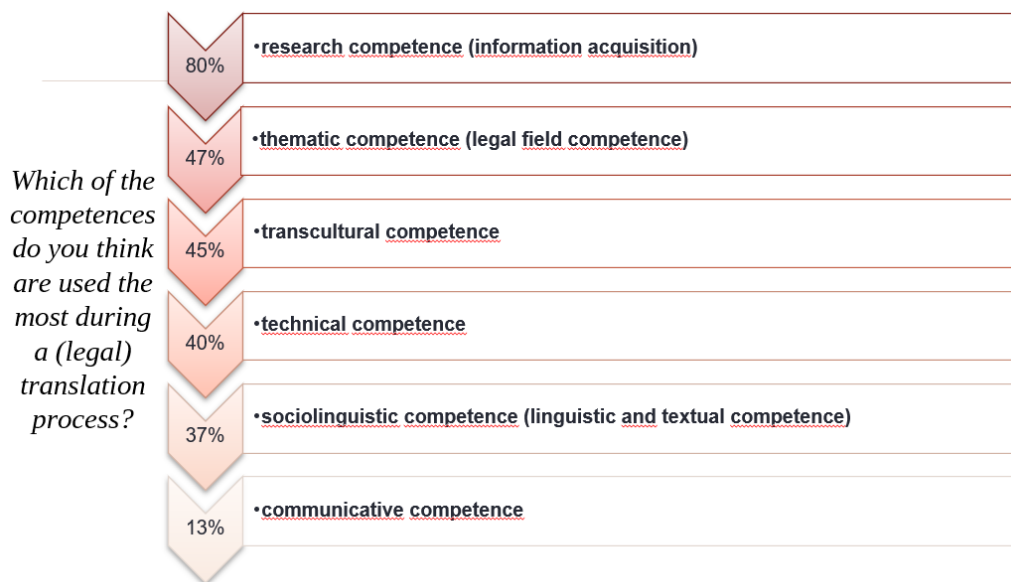 Which of the
competences
do you think
are used the
most during
a (legal)
translation
process?
80%
•research competence (information acquisition)
47%
•thematic competence (legal field competence)
45%
•transcultural competence
40%
•technical competence
37%
•sociolinguistic competence (linguistic and textual competence)
13%
•communicative competence